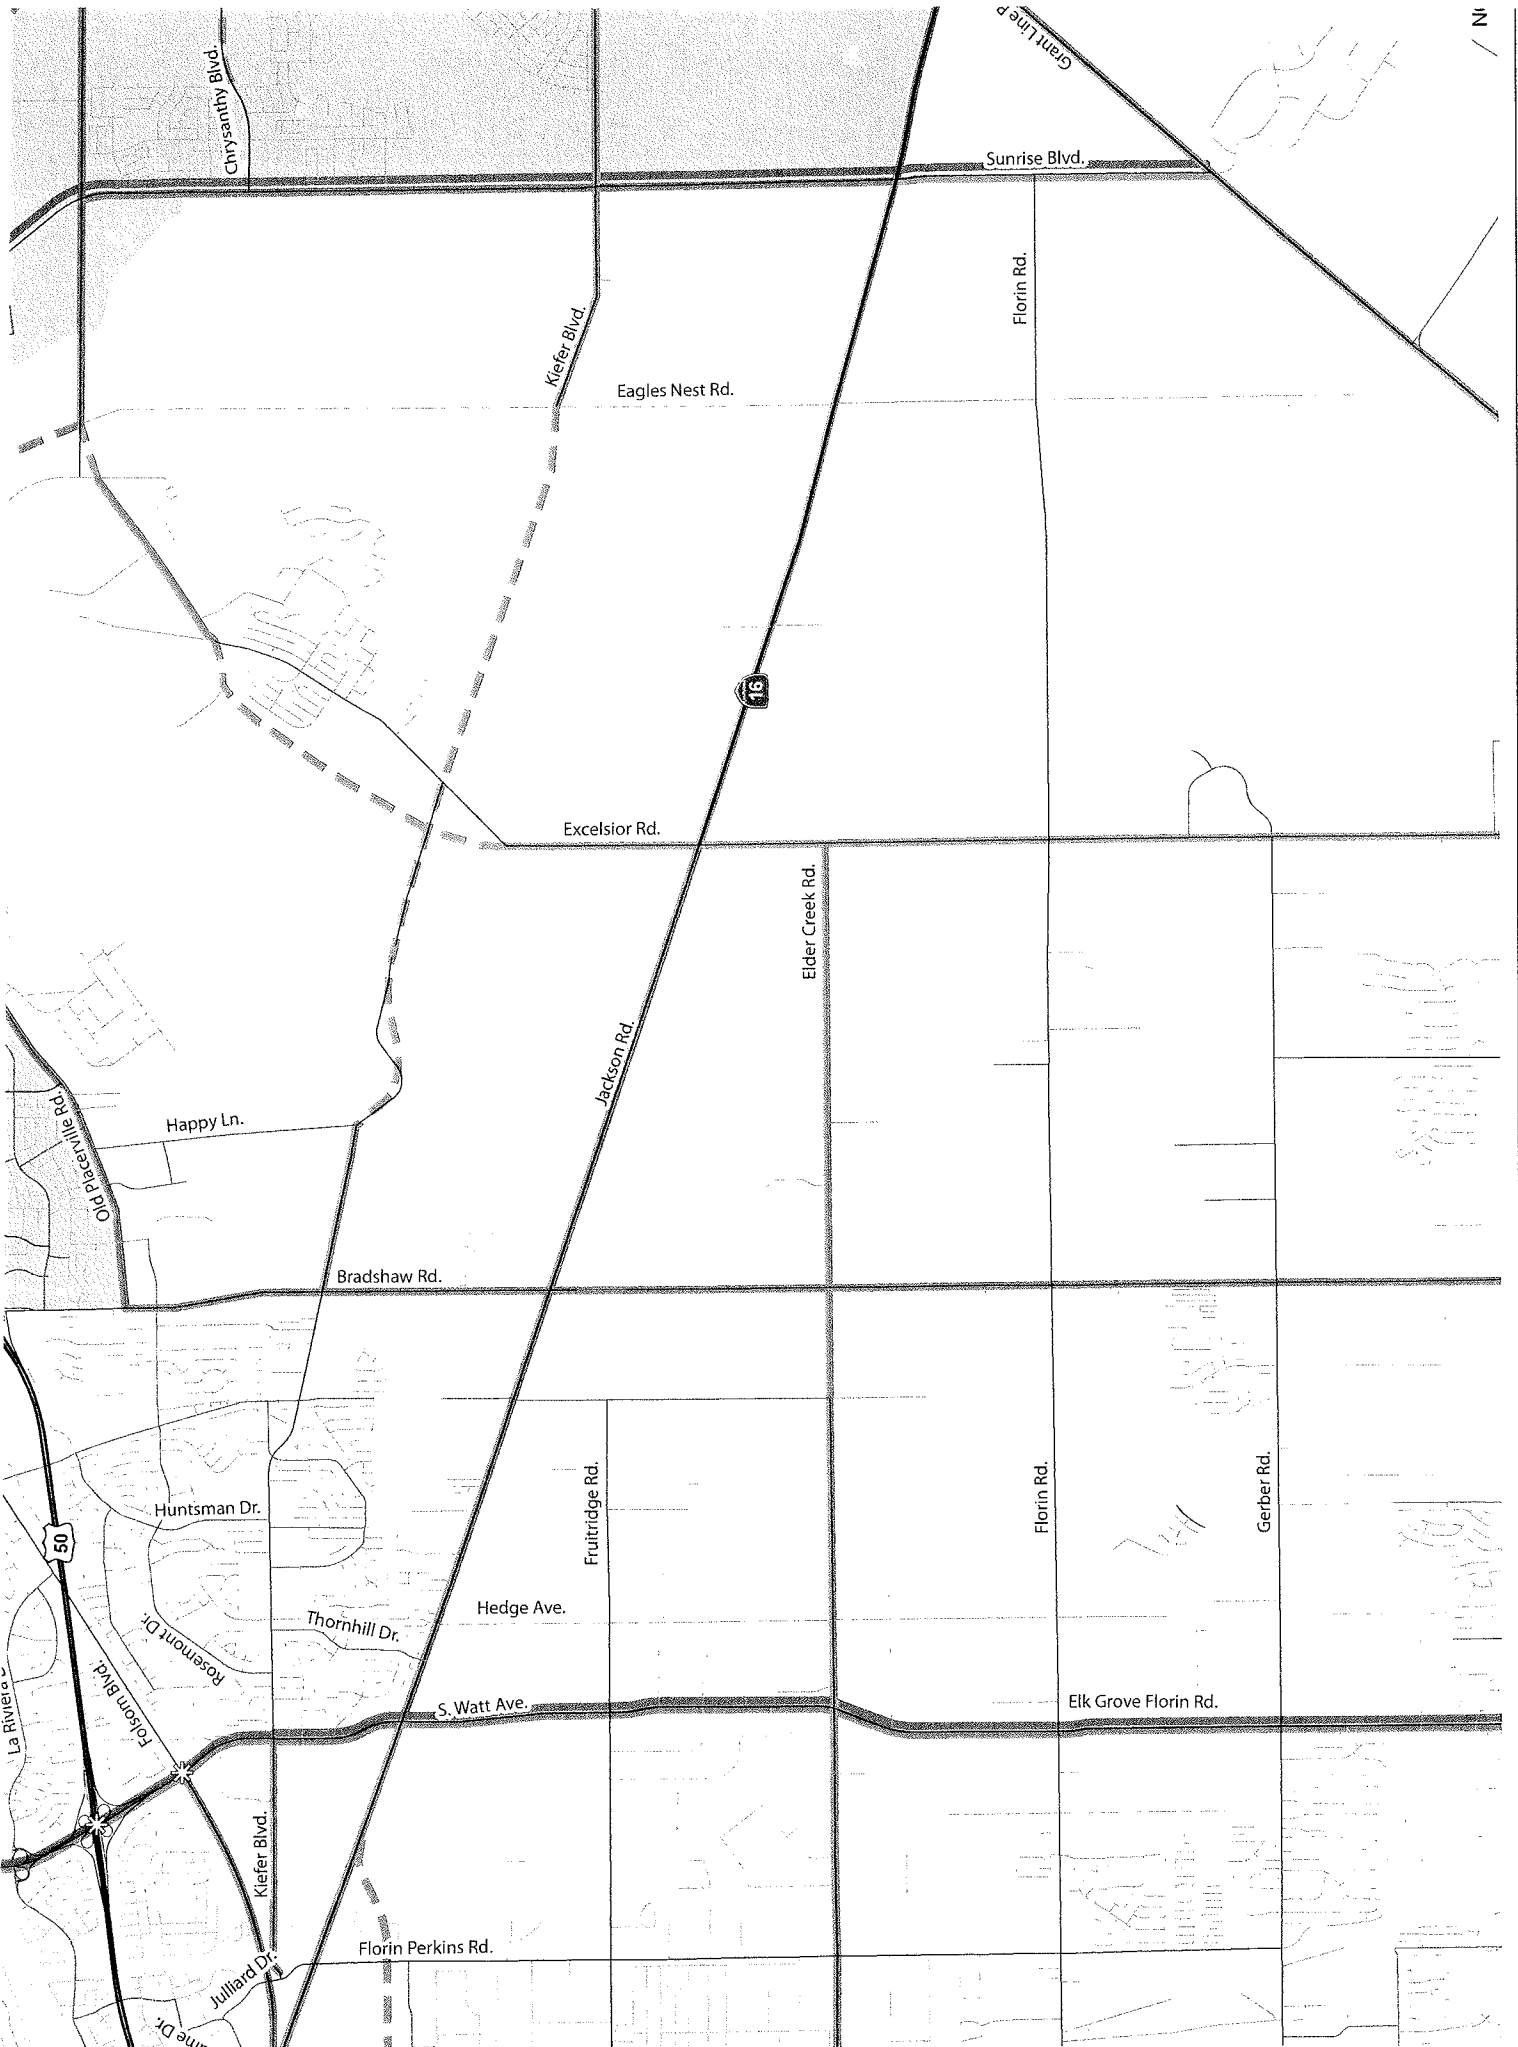 Grant Line
Chrysanthy Blvd.
Sunrise Blvd.
Florin Rd.
Kiefer Blvd.
Eagles Nest Rd.
16
Excelsior Rd.
Elder Creek Rd.
Jackson Rd.
Old Placerville Rd.
Happy Ln.
Bradshaw Rd.
Fruitridge Rd.
Florin Rd.
Gerber Rd.
Huntsman Dr.
50
Hedge Ave.
Thornhill Dr.
Rosemont Dr.
Folsom Blvd.
La Riviera
S. Watt Ave.
Elk Grove Florin Rd.
Kiefer Blvd.
Florin Perkins Rd.
Julliard Dr.
Dr.